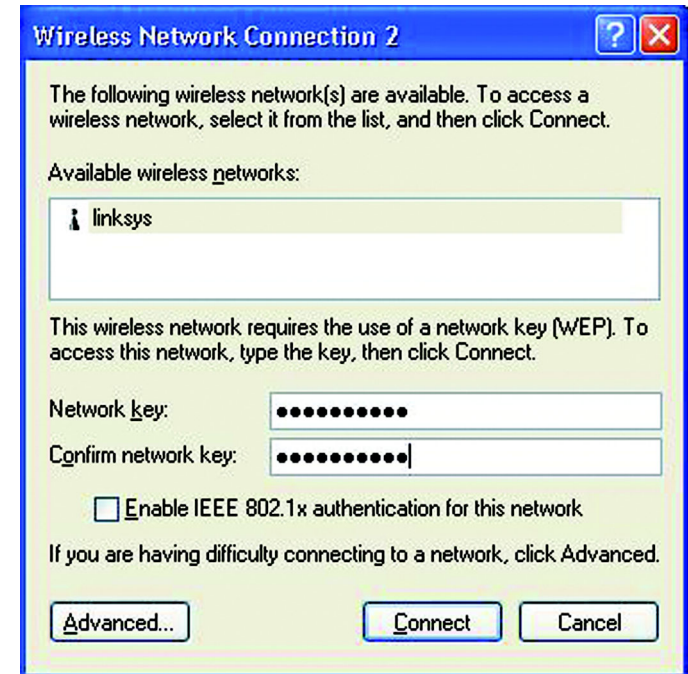 Wireless Network Connection 2
?
The following wireless network(s) are available. To access a
wireless network, select it from the list, and then click Connect.
Available wireless networks:
linksys
This wireless network requires the use of a network key (WEP). To
access this network, type the key, then click Connect.
Network key: ●●●●●●●●●●
Confirm network key: ●●●●●●●●●●
Enable IEEE 802.1x authentication for this network
If you are having difficulty connecting to a network, click Advanced.
Advanced... Connect Cancel